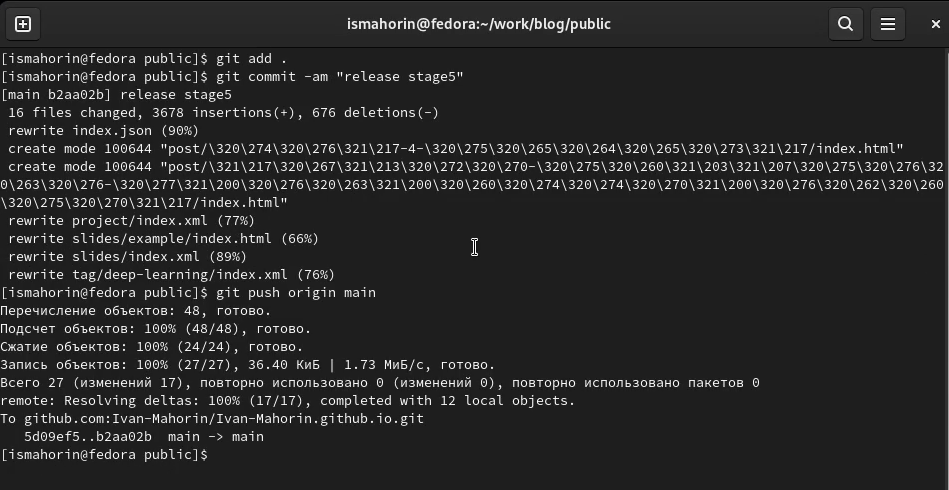 ismahorin@fedora:~/work/blog/public
[ismahorin@fedora public]$ git add .
[ismahorin@fedora public]$ git commit -am "release stage5"
[main b2aa02b] release stage5
 16 files changed, 3678 insertions(+), 676 deletions(-)
 rewrite index.json (90%)
 create mode 100644 "post/\320\274\320\276\321\217-4-\320\275\320\265\320\264\320\265\320\273\321\217/index.html"
 create mode 100644 "post/\321\217\320\267\321\213\320\272\320\270-\320\275\320\260\321\203\321\207\320\275\320\276\32
0\263\320\276-\320\277\321\200\320\276\320\263\321\200\320\260\320\274\320\274\320\270\321\200\320\276\320\262\320\260
\320\275\320\270\321\217/index.html"
 rewrite project/index.xml (77%)
 rewrite slides/example/index.html (66%)
 rewrite slides/index.xml (89%)
 rewrite tag/deep-learning/index.xml (76%)
[ismahorin@fedora public]$ git push origin main
Перечисление объектов: 48, готово.
Подсчет объектов: 100% (48/48), готово.
Сжатие объектов: 100% (24/24), готово.
Запись объектов: 100% (27/27), 36.40 КиБ | 1.73 МиБ/с, готово.
Всего 27 (изменений 17), повторно использовано 0 (изменений 0), повторно использовано пакетов 0
remote: Resolving deltas: 100% (17/17), completed with 12 local objects.
To github.com:Ivan-Mahorin/Ivan-Mahorin.github.io.git
   5d09ef5..b2aa02b  main -> main
[ismahorin@fedora public]$